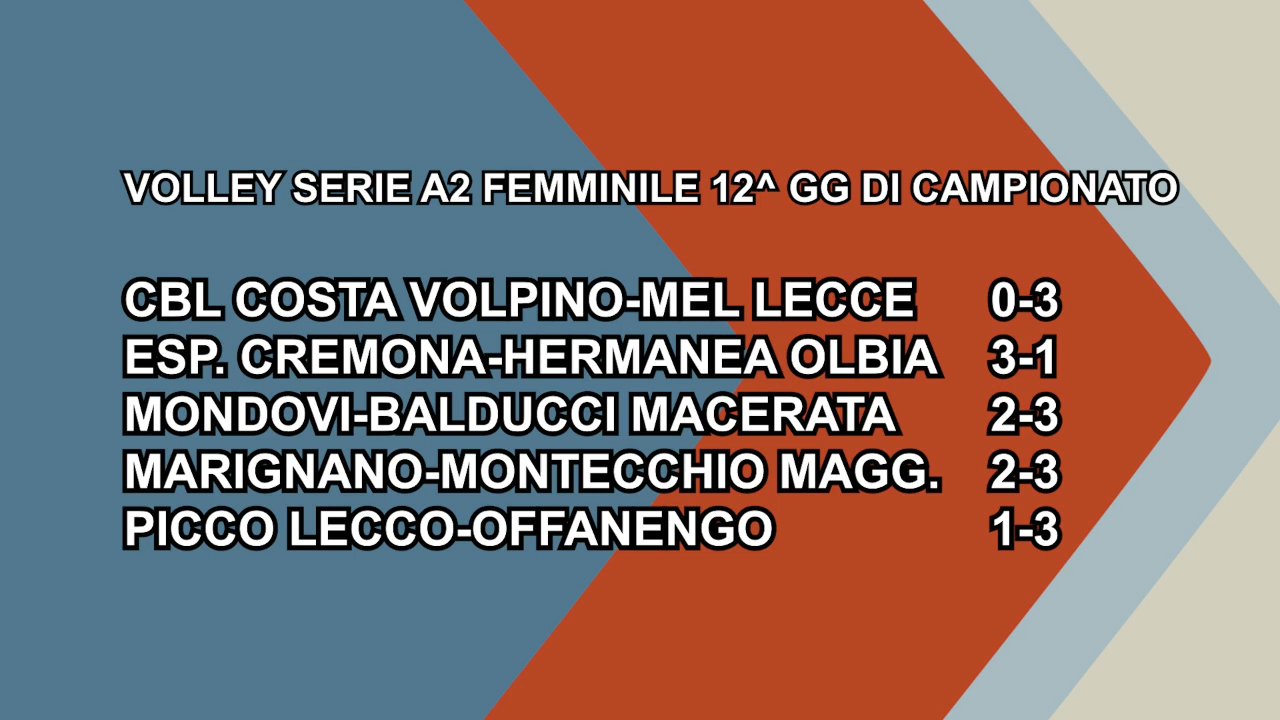 VOLLEY SERIE A2 FEMMINILE 12^ GG DI CAMPIONATO
CBL COSTA VOLPINO-MEL LECCE 0-3
ESP. CREMONA-HERMANEA OLBIA 3-1
MONDOVI-BALDUCCI MACERATA 2-3
MARIGNANO-MONTECCHIO MAGG. 2-3
PICCO LECCO-OFFANENGO 1-3